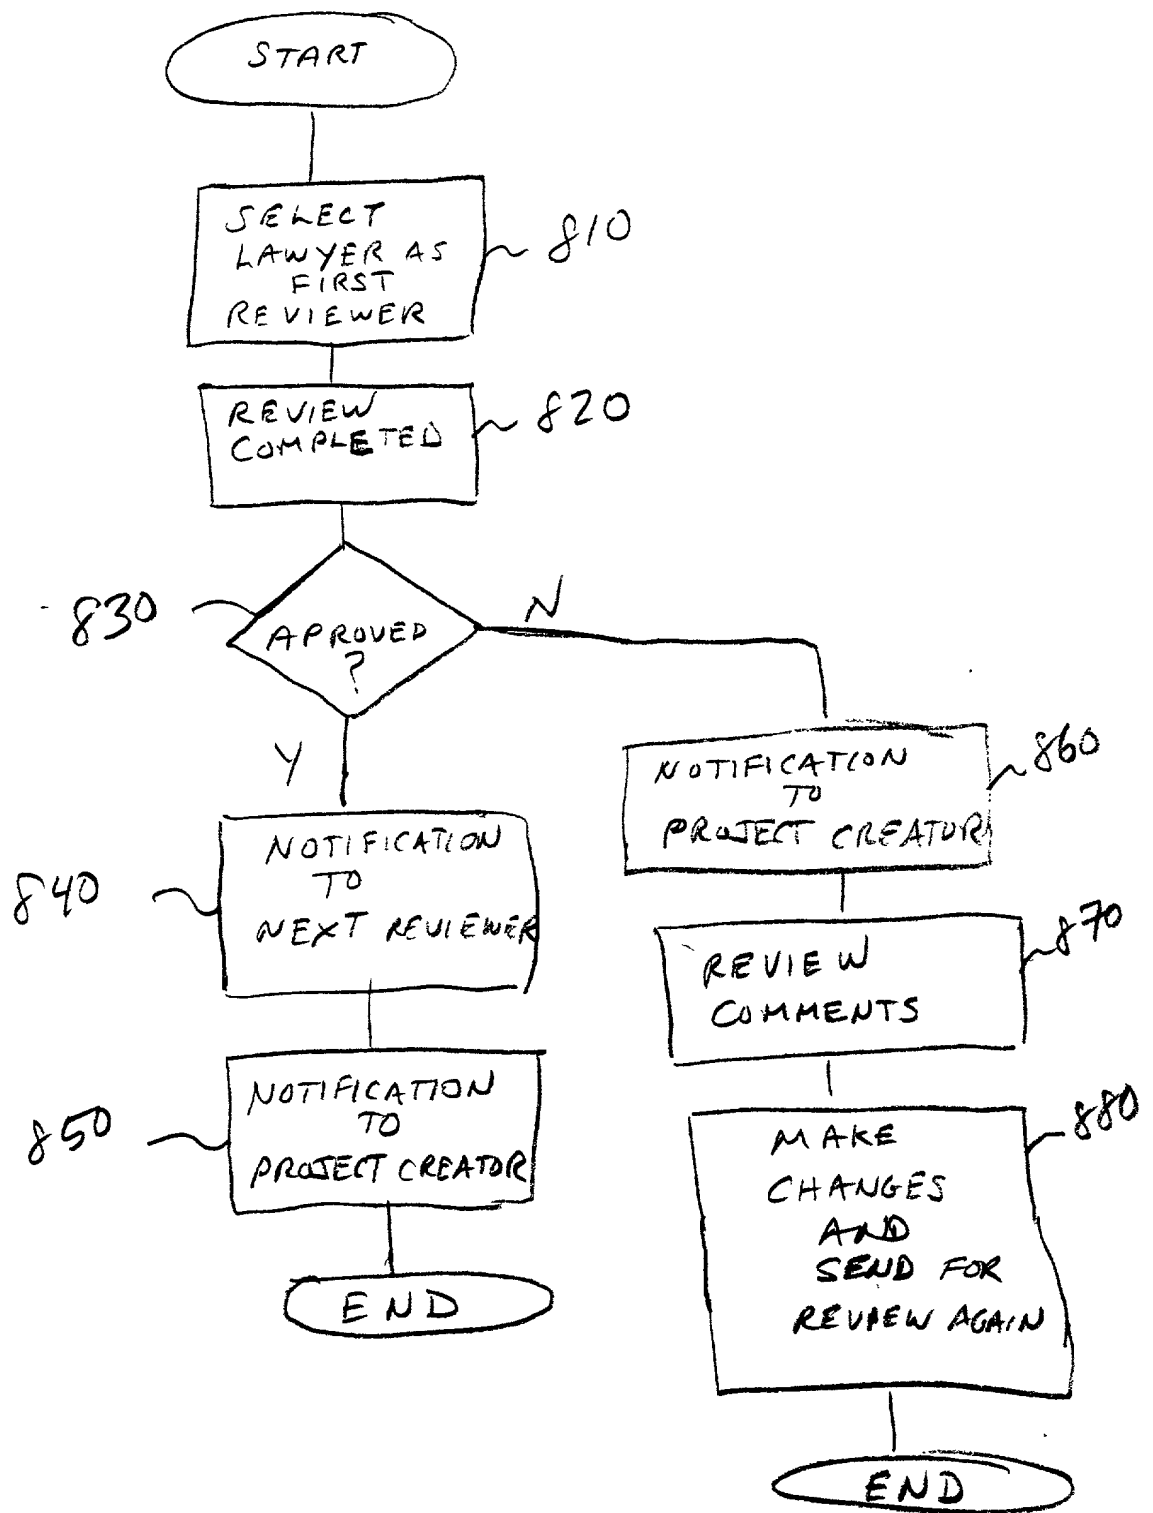 START
SELECT
LAWYER AS
FIRST
REVIEWER
810
REVIEW
COMPLETED
820
830
APROVED
?
N
Y
NOTIFICATION
TO
NEXT REVIEWER
840
NOTIFICATION
TO
PROJECT CREATOR
850
END
NOTIFICATION
TO
PROJECT CREATOR
860
REVIEW
COMMENTS
870
MAKE
CHANGES
AND
SEND FOR
REVIEW AGAIN
880
END